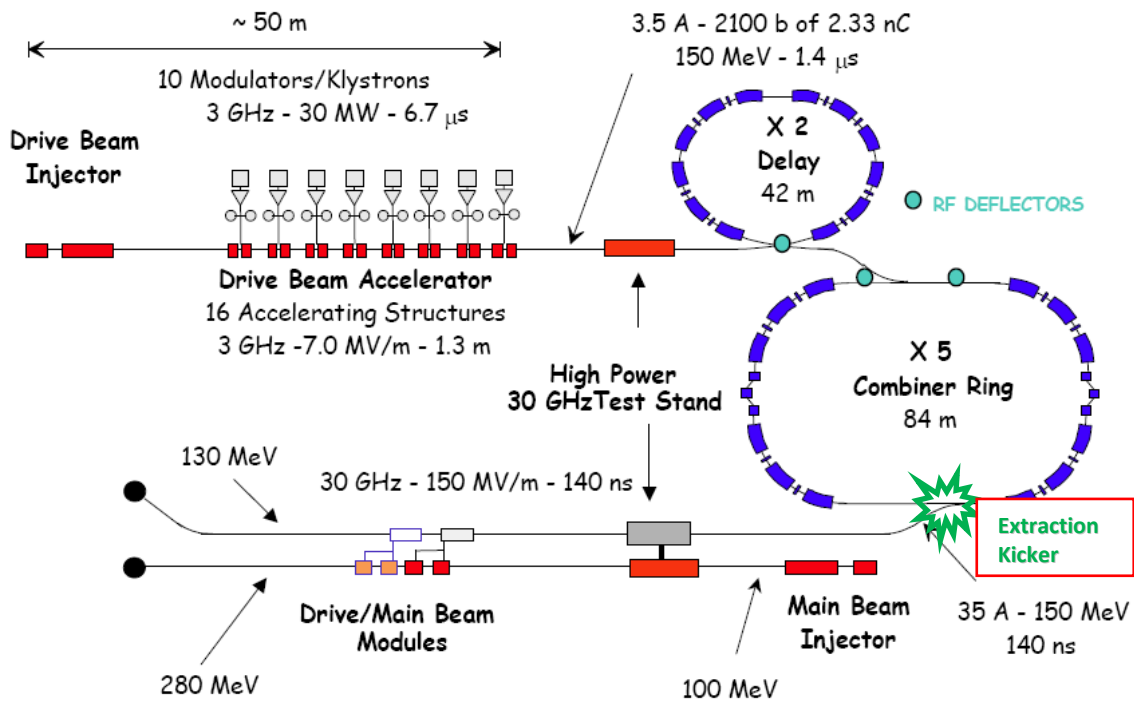 ~ 50 m
10 Modulators/Klystrons
3 GHz - 30 MW - 6.7 μs
Drive Beam
Injector
3.5 A - 2100 b of 2.33 nC
150 MeV - 1.4 μs
X 2
Delay
42 m
RF DEFLECTORS
Drive Beam Accelerator
16 Accelerating Structures
3 GHz -7.0 MV/m - 1.3 m
High Power
30 GHzTest Stand
X 5
Combiner Ring
84 m
130 MeV
30 GHz - 150 MV/m - 140 ns
Extraction
Kicker
Drive/Main Beam
Modules
Main Beam
Injector
35 A - 150 MeV
140 ns
280 MeV
100 MeV